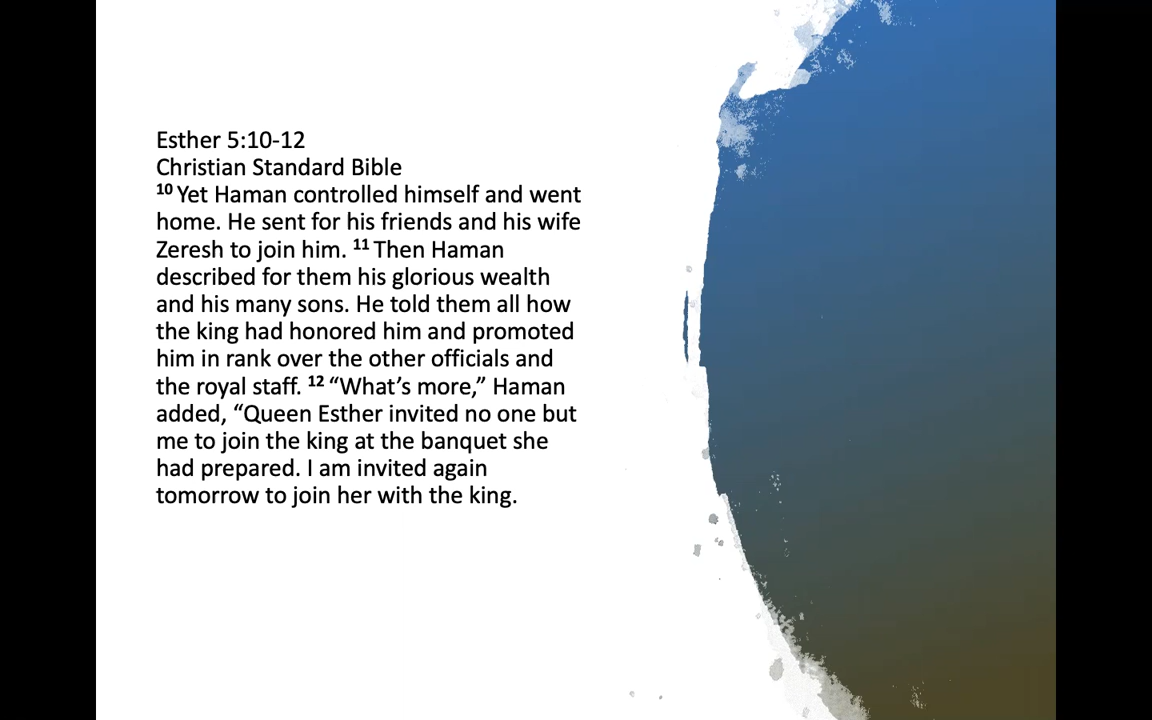 Esther 5:10-12
Christian Standard Bible
10 Yet Haman controlled himself and went
home. He sent for his friends and his wife
Zeresh to join him. 11 Then Haman
described for them his glorious wealth
and his many sons. He told them all how
the king had honored him and promoted
him in rank over the other officials and
the royal staff. 12 “What’s more,” Haman
added, “Queen Esther invited no one but
me to join the king at the banquet she
had prepared. I am invited again
tomorrow to join her with the king.